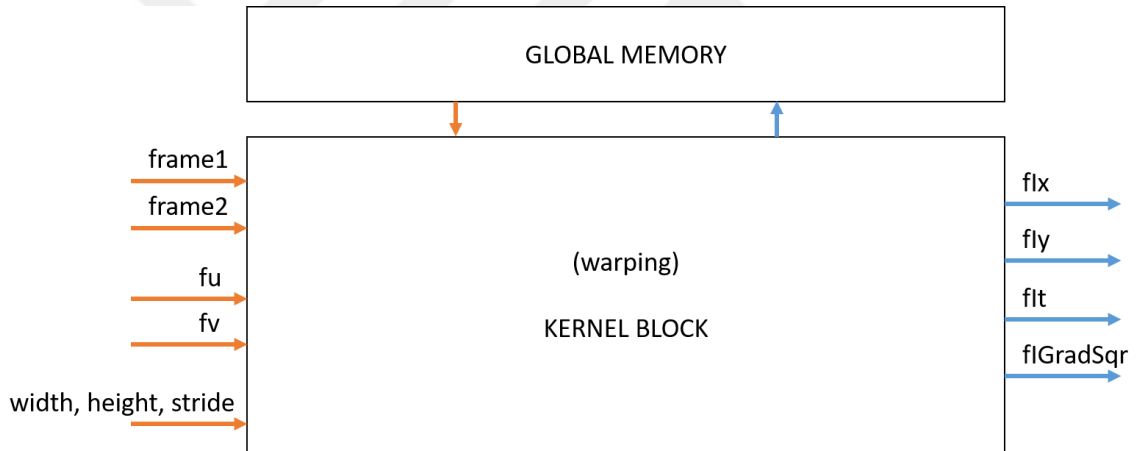 GLOBAL MEMORY
frame1
frame2
fu
fv
width, height, stride
(warping)
KERNEL BLOCK
fIx
fIy
fIt
fIGradSqr